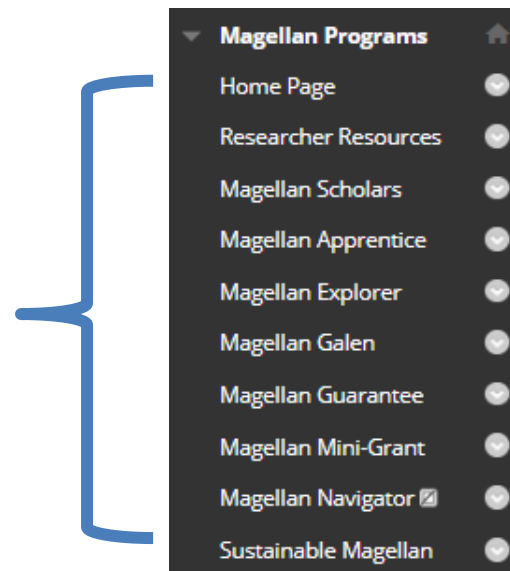 Magellan Programs
Home Page
Researcher Resources
Magellan Scholars
Magellan Apprentice
Magellan Explorer
Magellan Galen
Magellan Guarantee
Magellan Mini-Grant
Magellan Navigator
Sustainable Magellan